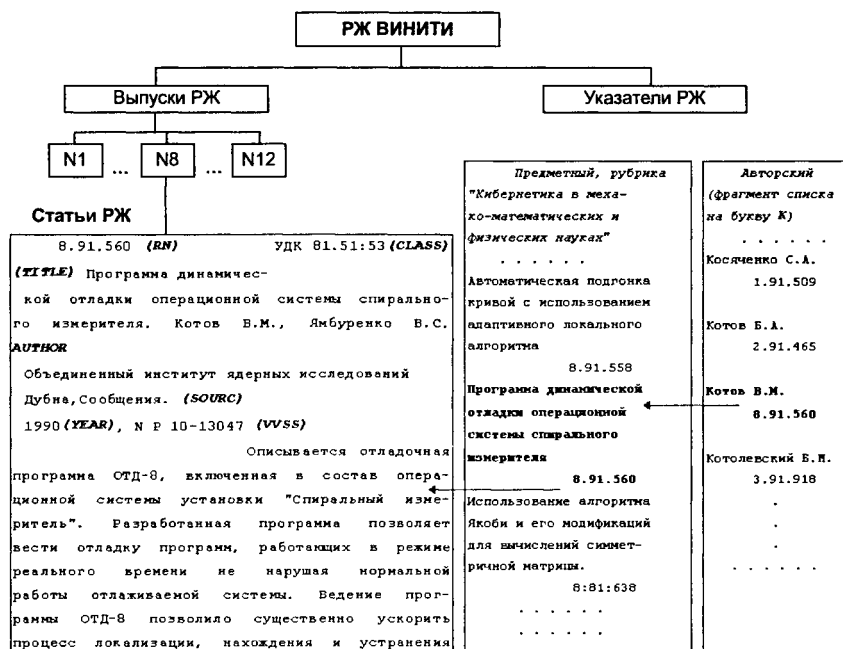 РЖ ВИНИТИ
Выпуски РЖ
Указатели РЖ
N1
...
N8
...
N12
Статьи РЖ
8.91.560 (RN) УДК 81.51:53 (CLASS)
(TITLE) Программа динамичес-
кой отладки операционной системы спирально-
го измерителя. Котов В.М., Ямбуренко В.С.
AUTHOR
Объединенный институт ядерных исследований
Дубна,Сообщения. (SOURC)
1990 (YEAR), N P 10-13047 (VVSS)
Описывается отладочная
программа ОТД-8, включенная в состав опера-
ционной системы установки "Спиральный изме-
ритель". Разработанная программа позволяет
вести отладку программ, работающих в режиме
реального времени не нарушая нормальной
работы отлаживаемой системы. Ведение прог-
раммы ОТД-8 позволило существенно ускорить
процесс локализации, нахождения и устранения
Предметный, рубрика
"Кибернетика в меха-
ко-математических и
физических науках"
. . . . . .
Автоматическая подгонка
кривой с использованием
адаптивного локального
алгоритма
8.91.558
Программа динамической
отладки операционной
системы спирального
измерителя
8.91.560
Использование алгоритма
Якоби и его модификаций
для вычислений симмет-
ричной матрицы.
8:81:638
. . . . . .
. . . . . .
Авторский
(фрагмент списка
на букву К)
. . . . . .
Косяченко С.А.
1.91.509
Котов Б.А.
2.91.465
Котов В.М.
8.91.560
Котолевский Б.Н.
3.91.918
.
.
.
. . . . . .